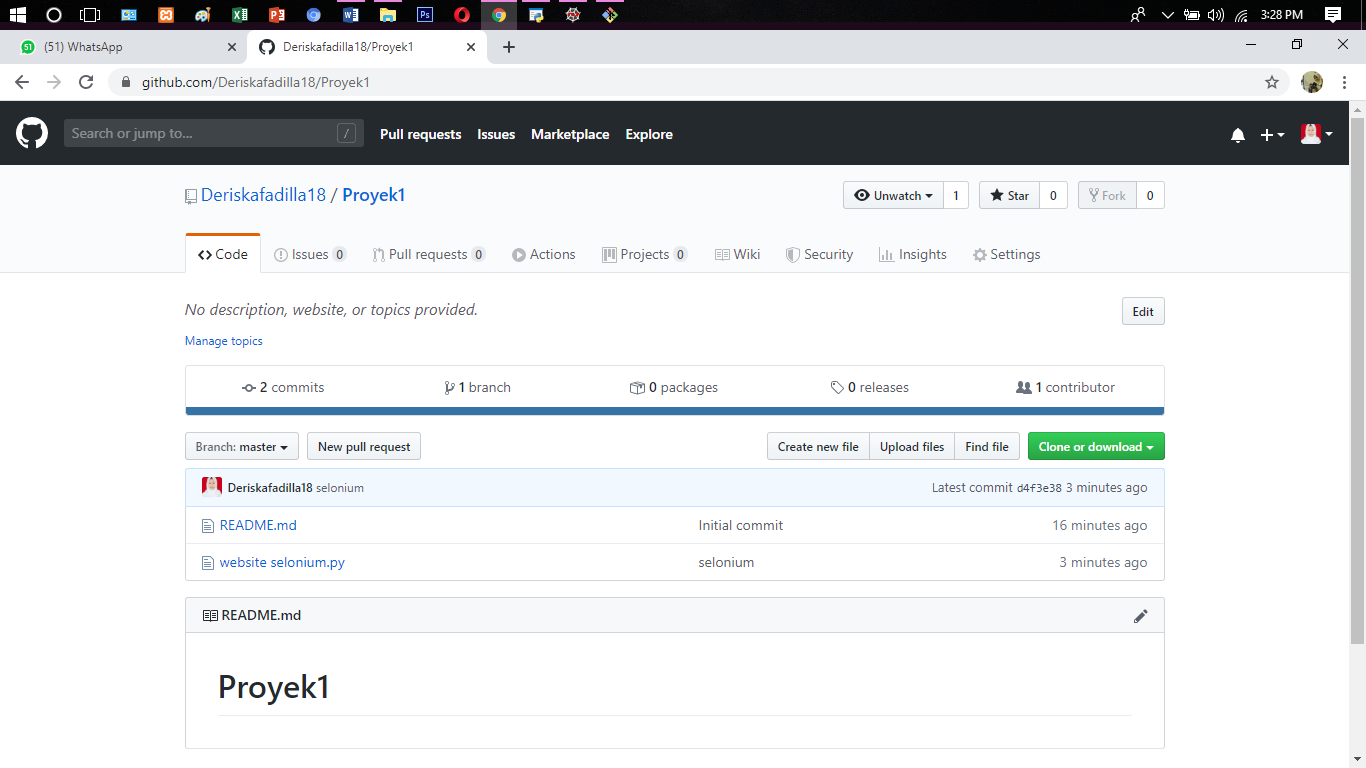 3:28 PM
51 (51) WhatsApp
Deriskafadilla18/Proyek1
github.com/Deriskafadilla18/Proyek1
Search or jump to... /
Pull requests Issues Marketplace Explore
Deriskafadilla18 / Proyek1
Unwatch 1 Star 0 Fork 0
Code Issues 0 Pull requests 0 Actions Projects 0 Wiki Security Insights Settings
No description, website, or topics provided.
Edit
Manage topics
2 commits 1 branch 0 packages 0 releases 1 contributor
Branch: master New pull request Create new file Upload files Find file Clone or download
Deriskafadilla18 selonium Latest commit d4f3e38 3 minutes ago
README.md Initial commit 16 minutes ago
website selonium.py selonium 3 minutes ago
README.md
Proyek1